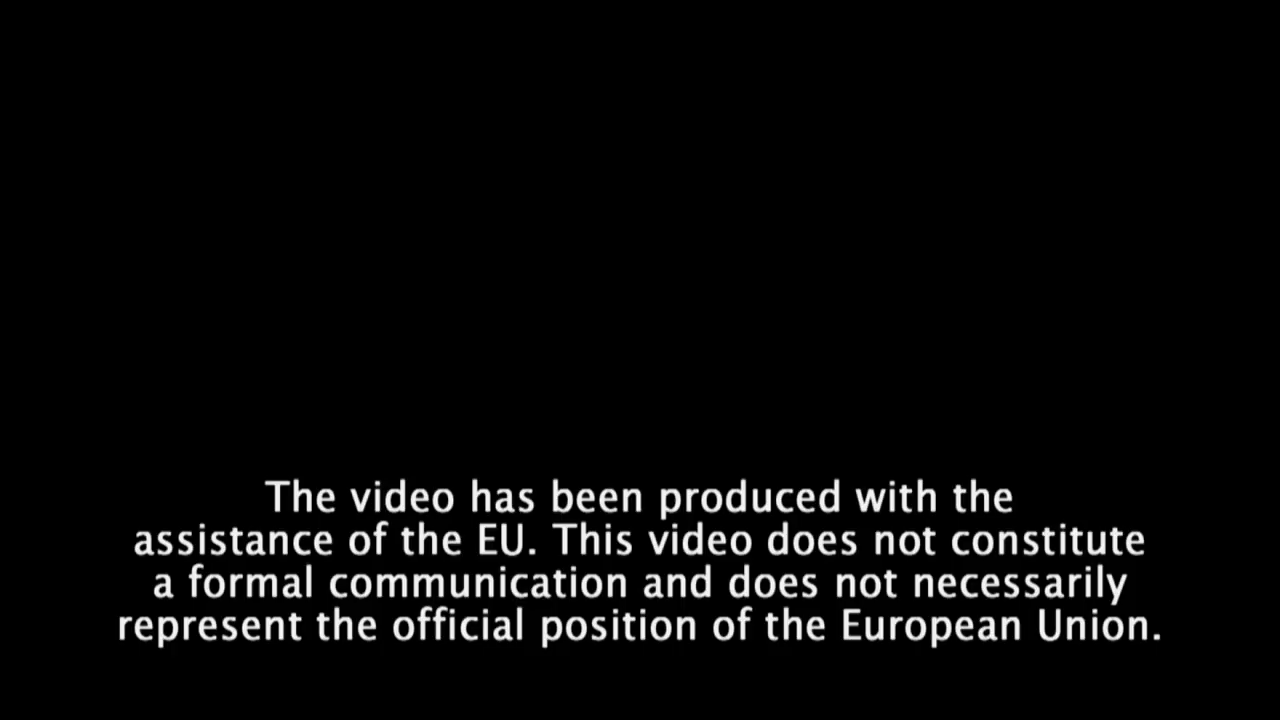 The video has been produced with the
assistance of the EU. This video does not constitute
a formal communication and does not necessarily
represent the official position of the European Union.